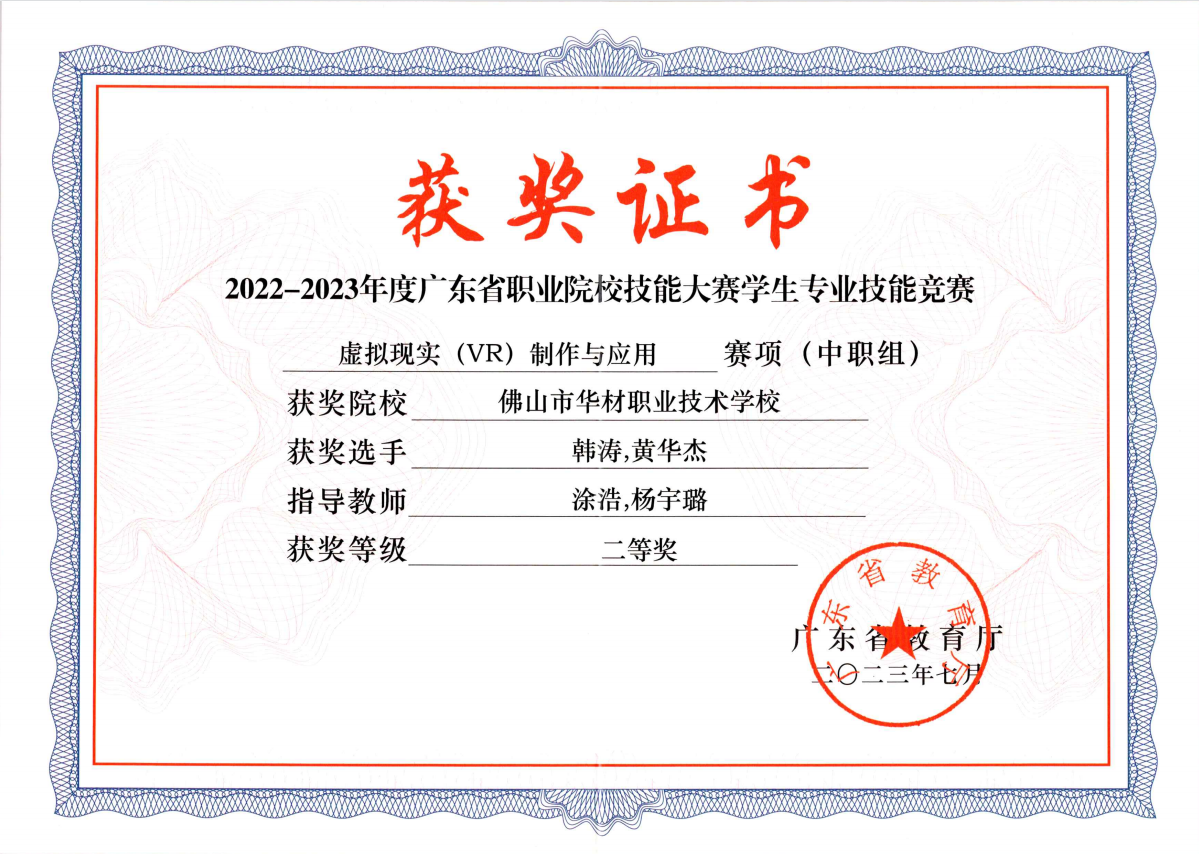 获奖证书
2022-2023年度广东省职业院校技能大赛学生专业技能竞赛
虚拟现实（VR）制作与应用 赛项（中职组）
获奖院校 佛山市华材职业技术学校
获奖选手 韩涛,黄华杰
指导教师 涂浩,杨宇璐
获奖等级 二等奖
广东省教育厅
广东省教育厅
二〇二三年七月